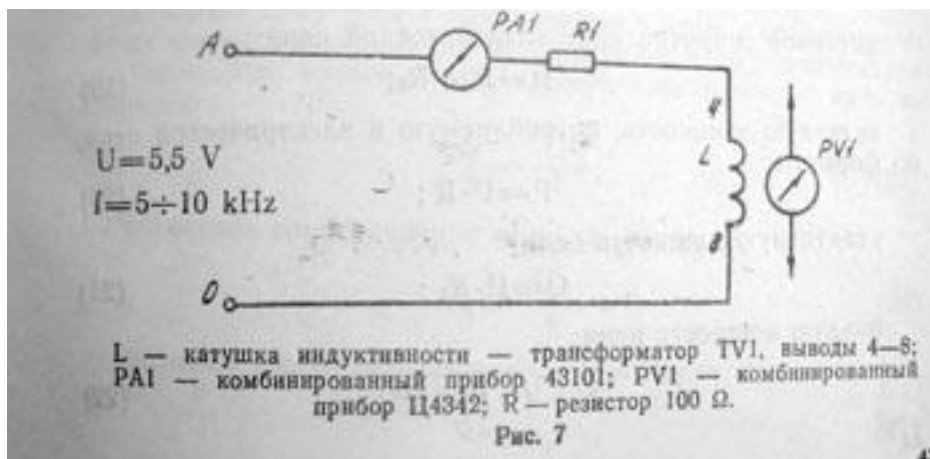 PA1
R1
A
4
L
PV1
U=5,5 V
f=5÷10 kHz
8
0
L — катушка индуктивности — трансформатор TV1, выводы 4—8;
PA1 — комбинированный прибор 43101; PV1 — комбинированный
прибор Ц4342; R — резистор 100 Ω.
Рис. 7